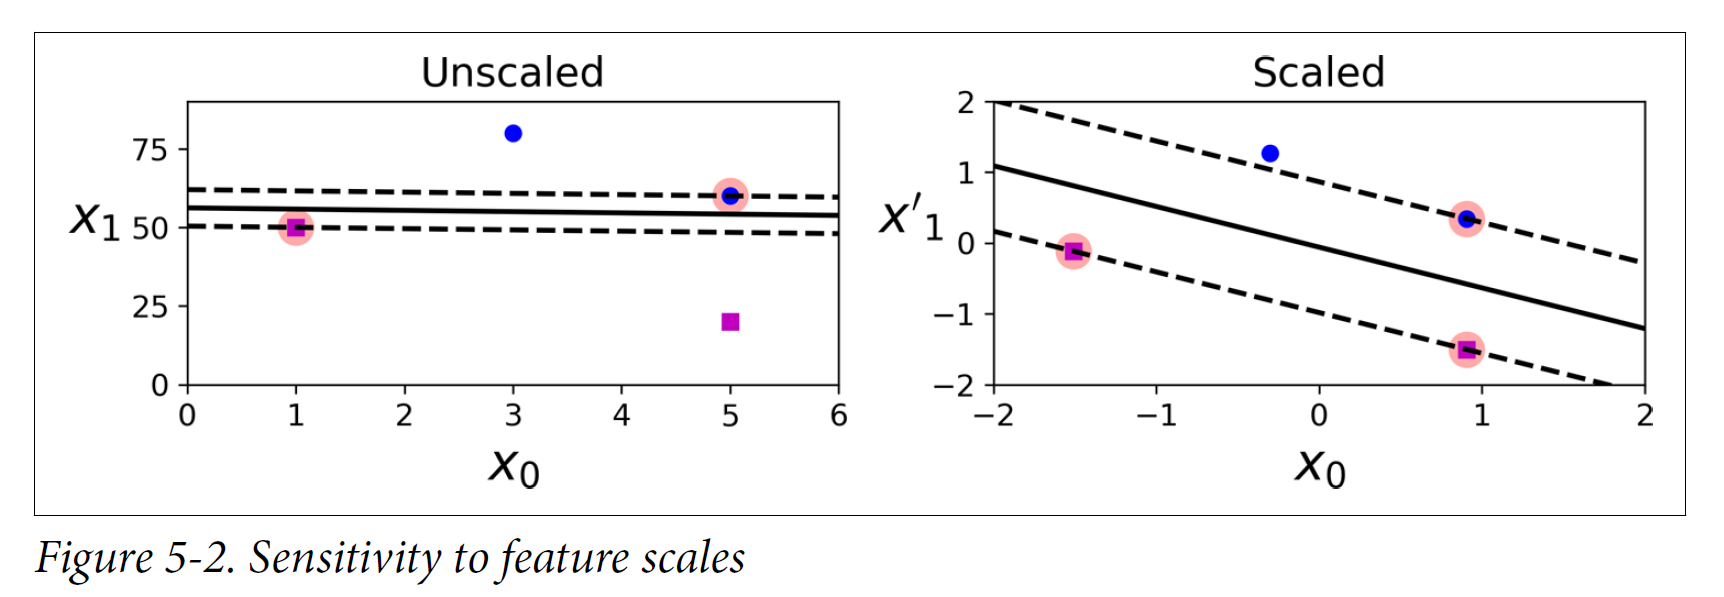 Unscaled
x1
75
50
25
0
0 1 2 3 4 5 6
x0
Scaled
x′1
2
1
0
−1
−2
−2 −1 0 1 2
x0
Figure 5-2. Sensitivity to feature scales